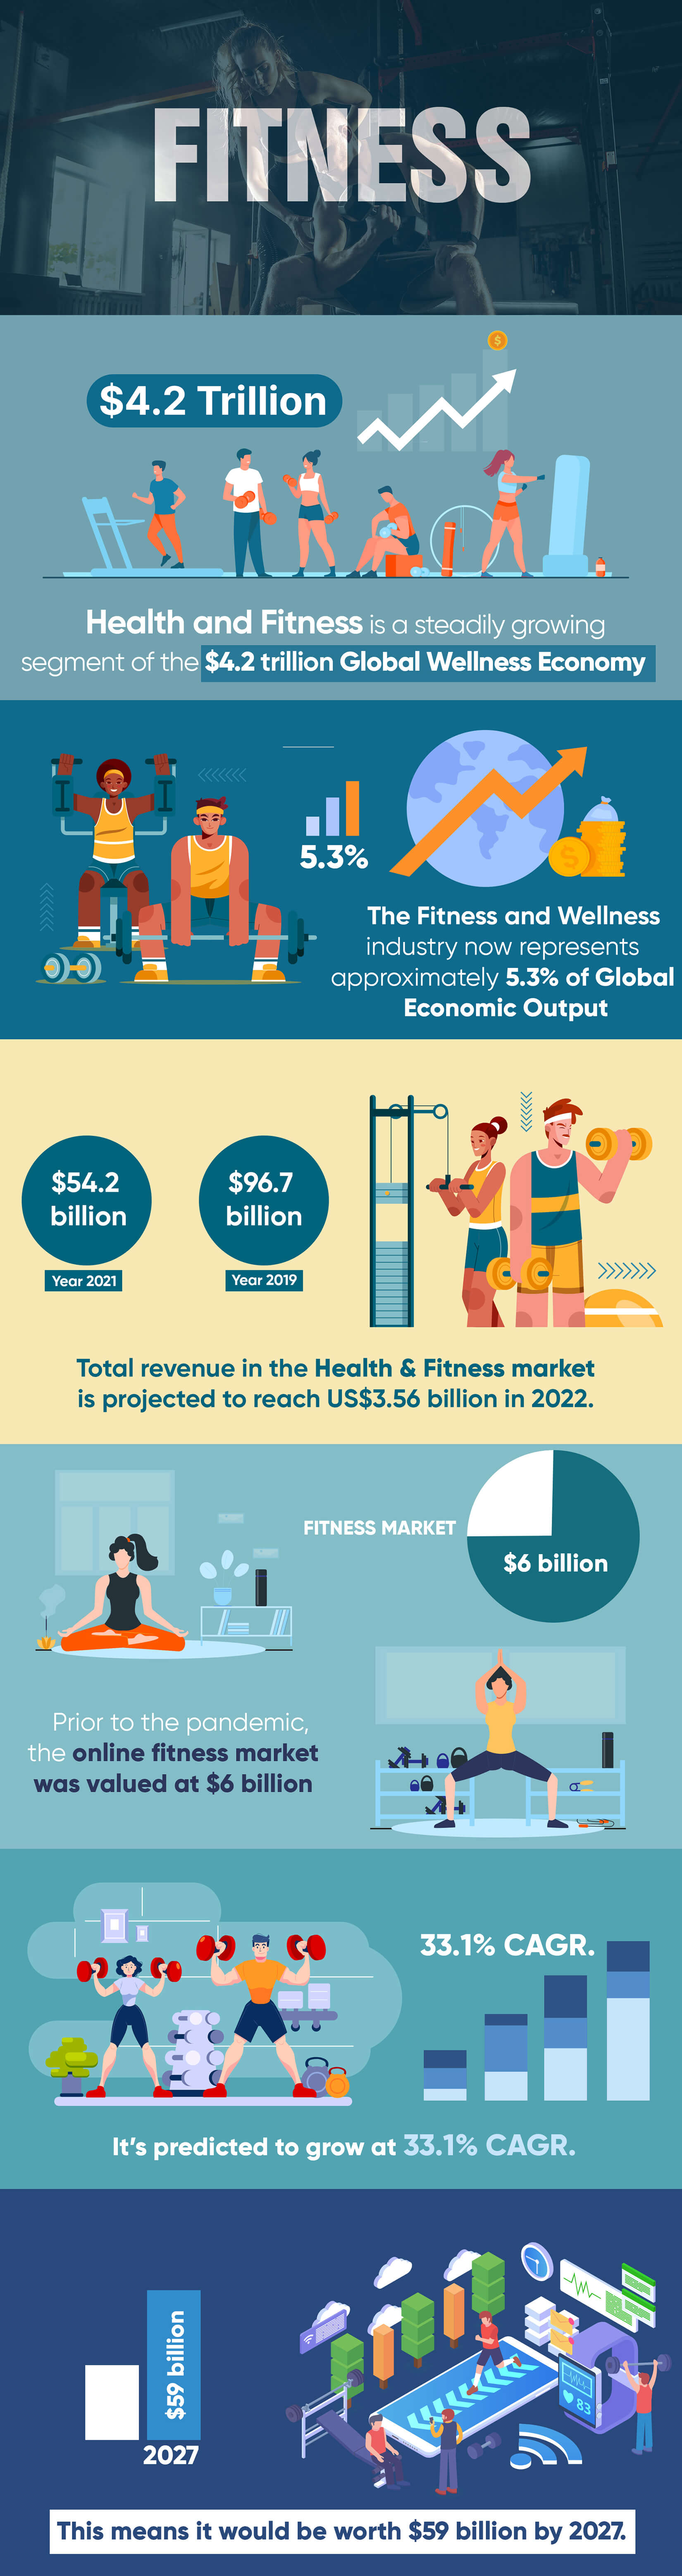 FITNESS
$4.2 Trillion
$
Health and Fitness is a steadily growing
segment of the $4.2 trillion Global Wellness Economy
5.3%
$
The Fitness and Wellness
industry now represents
approximately 5.3% of Global
Economic Output
$54.2
billion
Year 2021
$96.7
billion
Year 2019
Total revenue in the Health & Fitness market
is projected to reach US$3.56 billion in 2022.
FITNESS MARKET
$6 billion
Prior to the pandemic,
the online fitness market
was valued at $6 billion
33.1% CAGR.
It's predicted to grow at 33.1% CAGR.
$59 billion
2027
83
This means it would be worth $59 billion by 2027.